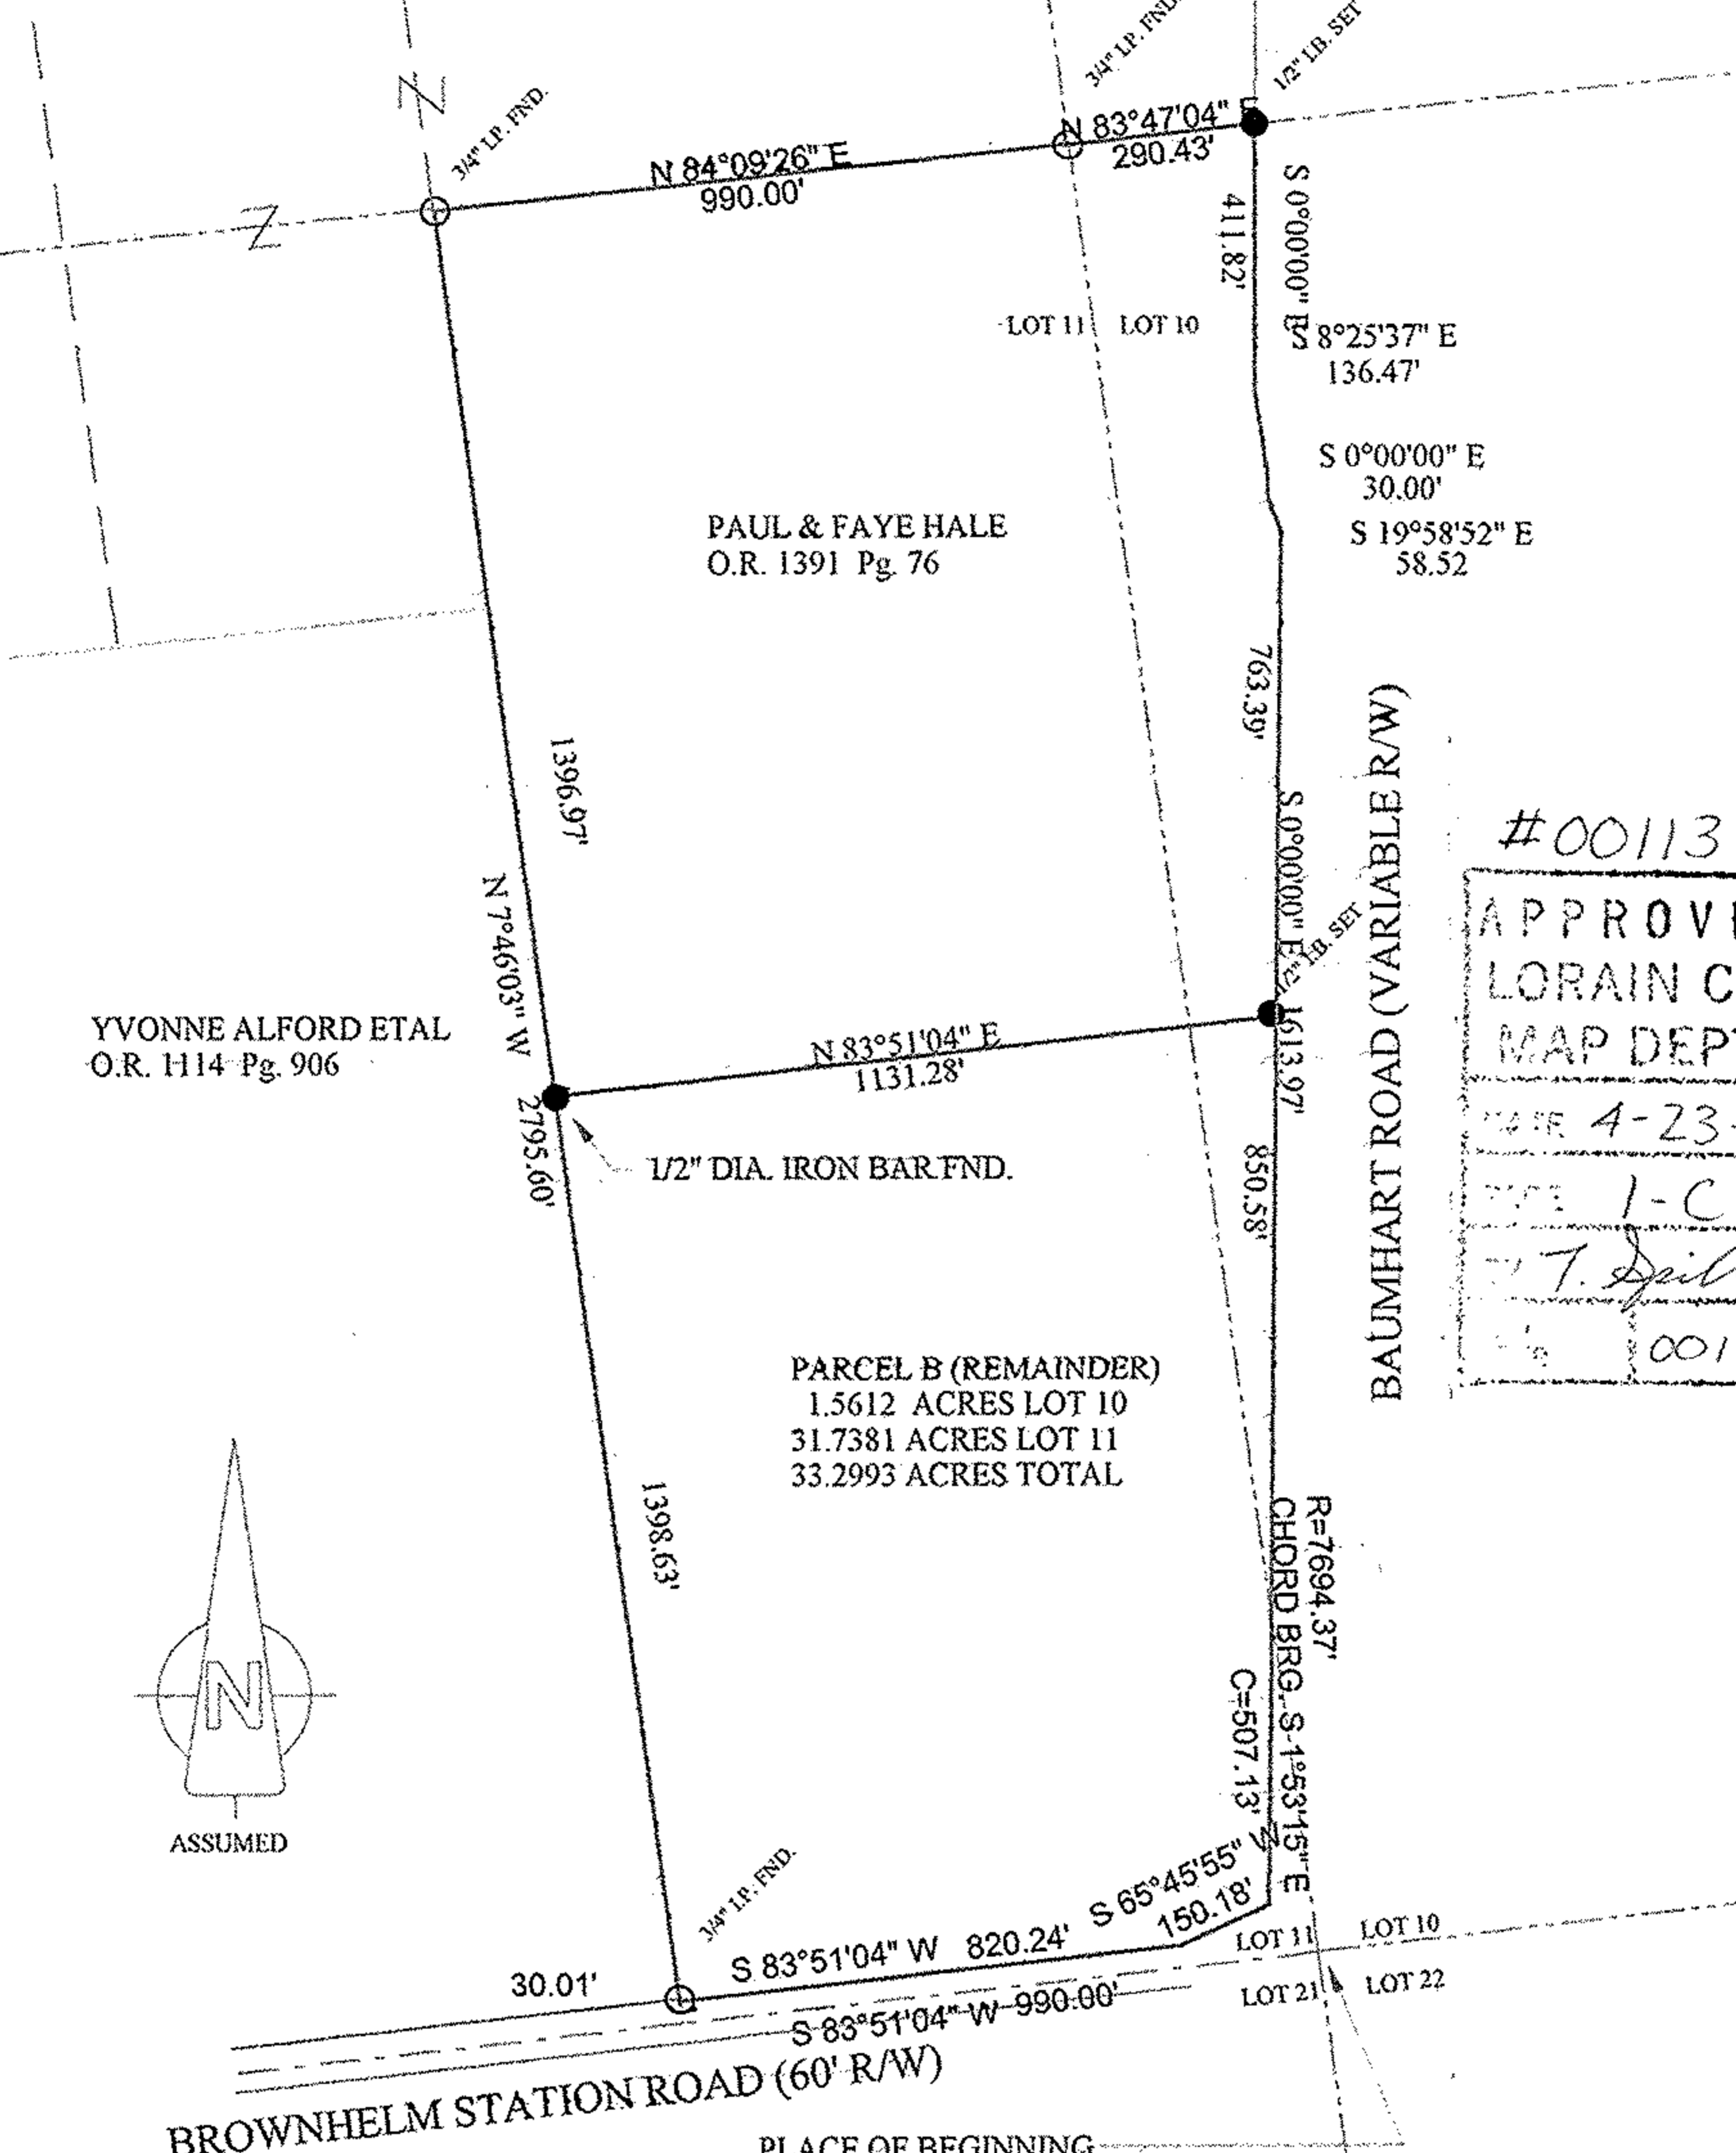 3/4" I.P. FND.
1/2" I.B. SET
N
3/4" I.P. FND.
N 83°47'04" E
290.43'
N 84°09'26" E
990.00'
Z
S 0°00'00" E
411.82'
LOT 11
LOT 10
S 8°25'37" E
136.47'
S 0°00'00" E
30.00'
S 19°58'52" E
58.52
PAUL & FAYE HALE
O.R. 1391 Pg. 76
763.39'
1396.97'
N 7°46'03" W
2795.60'
S 0°00'00" E
1613.97'
I.B. SET
BAUMHART ROAD (VARIABLE R/W)
#00113
APPROV
LORAIN C
MAP DEPT
4-23-
1-C
T.
001
YVONNE ALFORD ETAL
O.R. 1114 Pg. 906
N 83°51'04" E
1131.28'
1/2" DIA. IRON BAR FND.
850.58'
PARCEL B (REMAINDER)
1.5612 ACRES LOT 10
31.7381 ACRES LOT 11
33.2993 ACRES TOTAL
1398.63'
R=7694.37'
CHORD BRG. S 1°53'15" E
C=507.13'
N
ASSUMED
3/4" I.P. FND.
S 65°45'55" W
150.18'
S 83°51'04" W 820.24'
LOT 11
LOT 10
LOT 21
LOT 22
30.01'
S 83°51'04" W 990.00'
BROWNHELM STATION ROAD (60' R/W)
PLACE OF BEGINNING